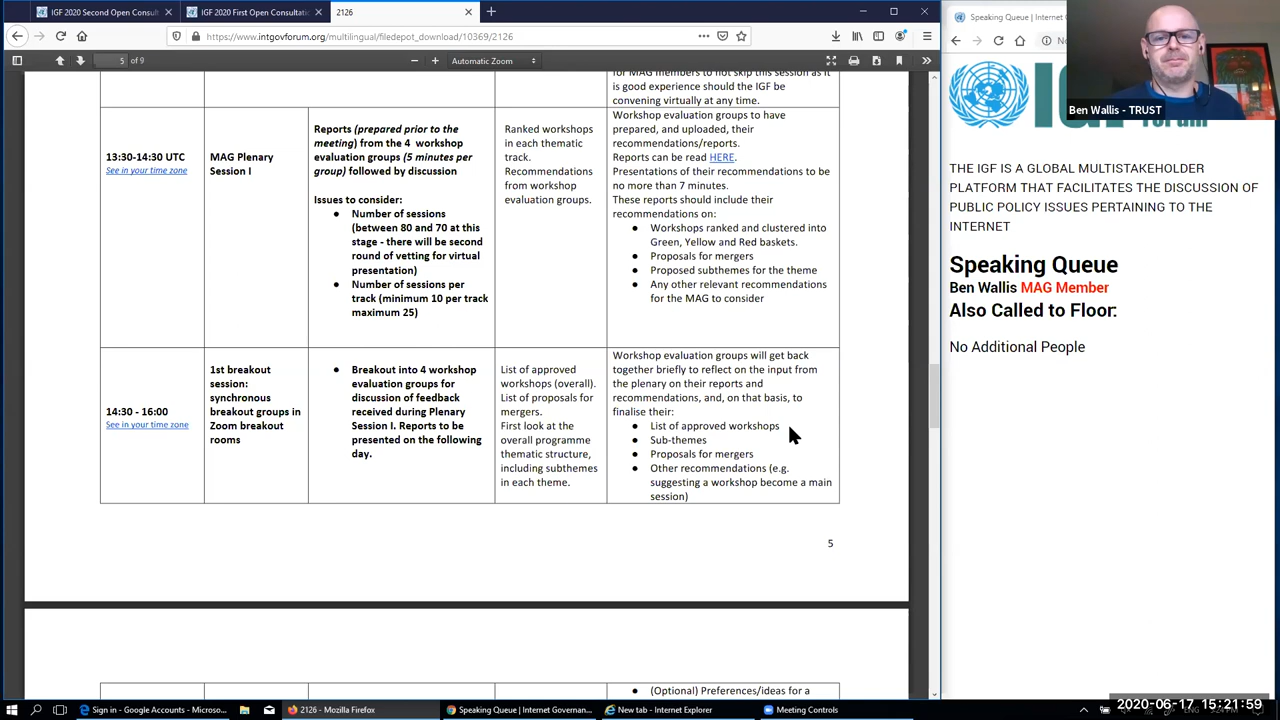 IGF 2020 Second Open Consult
IGF 2020 First Open Consultati
2126
https://www.intgovforum.org/multilingual/filedepot_download/10369/2126
5 of 9
Automatic Zoom
for MAG members to not skip this session as it
is good experience should the IGF be
convening virtually at any time.
13:30-14:30 UTC
See in your time zone
MAG Plenary
Session I
Reports (prepared prior to the
meeting) from the 4 workshop
evaluation groups (5 minutes per
group) followed by discussion
Issues to consider:
● Number of sessions
(between 80 and 70 at this
stage - there will be second
round of vetting for virtual
presentation)
● Number of sessions per
track (minimum 10 per track
maximum 25)
Ranked workshops
in each thematic
track.
Recommendations
from workshop
evaluation groups.
Workshop evaluation groups to have
prepared, and uploaded, their
recommendations/reports.
Reports can be read HERE.
Presentations of their recommendations to be
no more than 7 minutes.
These reports should include their
recommendations on:
● Workshops ranked and clustered into
Green, Yellow and Red baskets.
● Proposals for mergers
● Proposed subthemes for the theme
● Any other relevant recommendations
for the MAG to consider
14:30 - 16:00
See in your time zone
1st breakout
session:
synchronous
breakout groups in
Zoom breakout
rooms
● Breakout into 4 workshop
evaluation groups for
discussion of feedback
received during Plenary
Session I. Reports to be
presented on the following
day.
List of approved
workshops (overall).
List of proposals for
mergers.
First look at the
overall programme
thematic structure,
including subthemes
in each theme.
Workshop evaluation groups will get back
together briefly to reflect on the input from
the plenary on their reports and
recommendations, and, on that basis, to
finalise their:
● List of approved workshops
● Sub-themes
● Proposals for mergers
● Other recommendations (e.g.
suggesting a workshop become a main
session)
5
● (Optional) Preferences/ideas for a
Speaking Queue | Internet G
No
Ben Wallis - TRUST
THE IGF IS A GLOBAL MULTISTAKEHOLDER
PLATFORM THAT FACILITATES THE DISCUSSION OF
PUBLIC POLICY ISSUES PERTAINING TO THE
INTERNET
Speaking Queue
Ben Wallis MAG Member
Also Called to Floor:
No Additional People
Sign in - Google Accounts - Microso...
2126 - Mozilla Firefox
Speaking Queue | Internet Governan...
New tab - Internet Explorer
Meeting Controls
2020-06-17 15:21:59